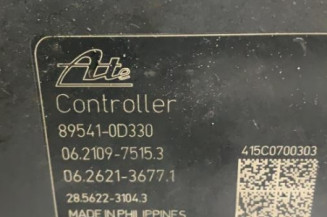 Ate
Controller
89541-0D330
06.2109-7515.3
415C0700303
06.2621-3677.1
28.5622-3104.3
MADE IN PHILIPPINES